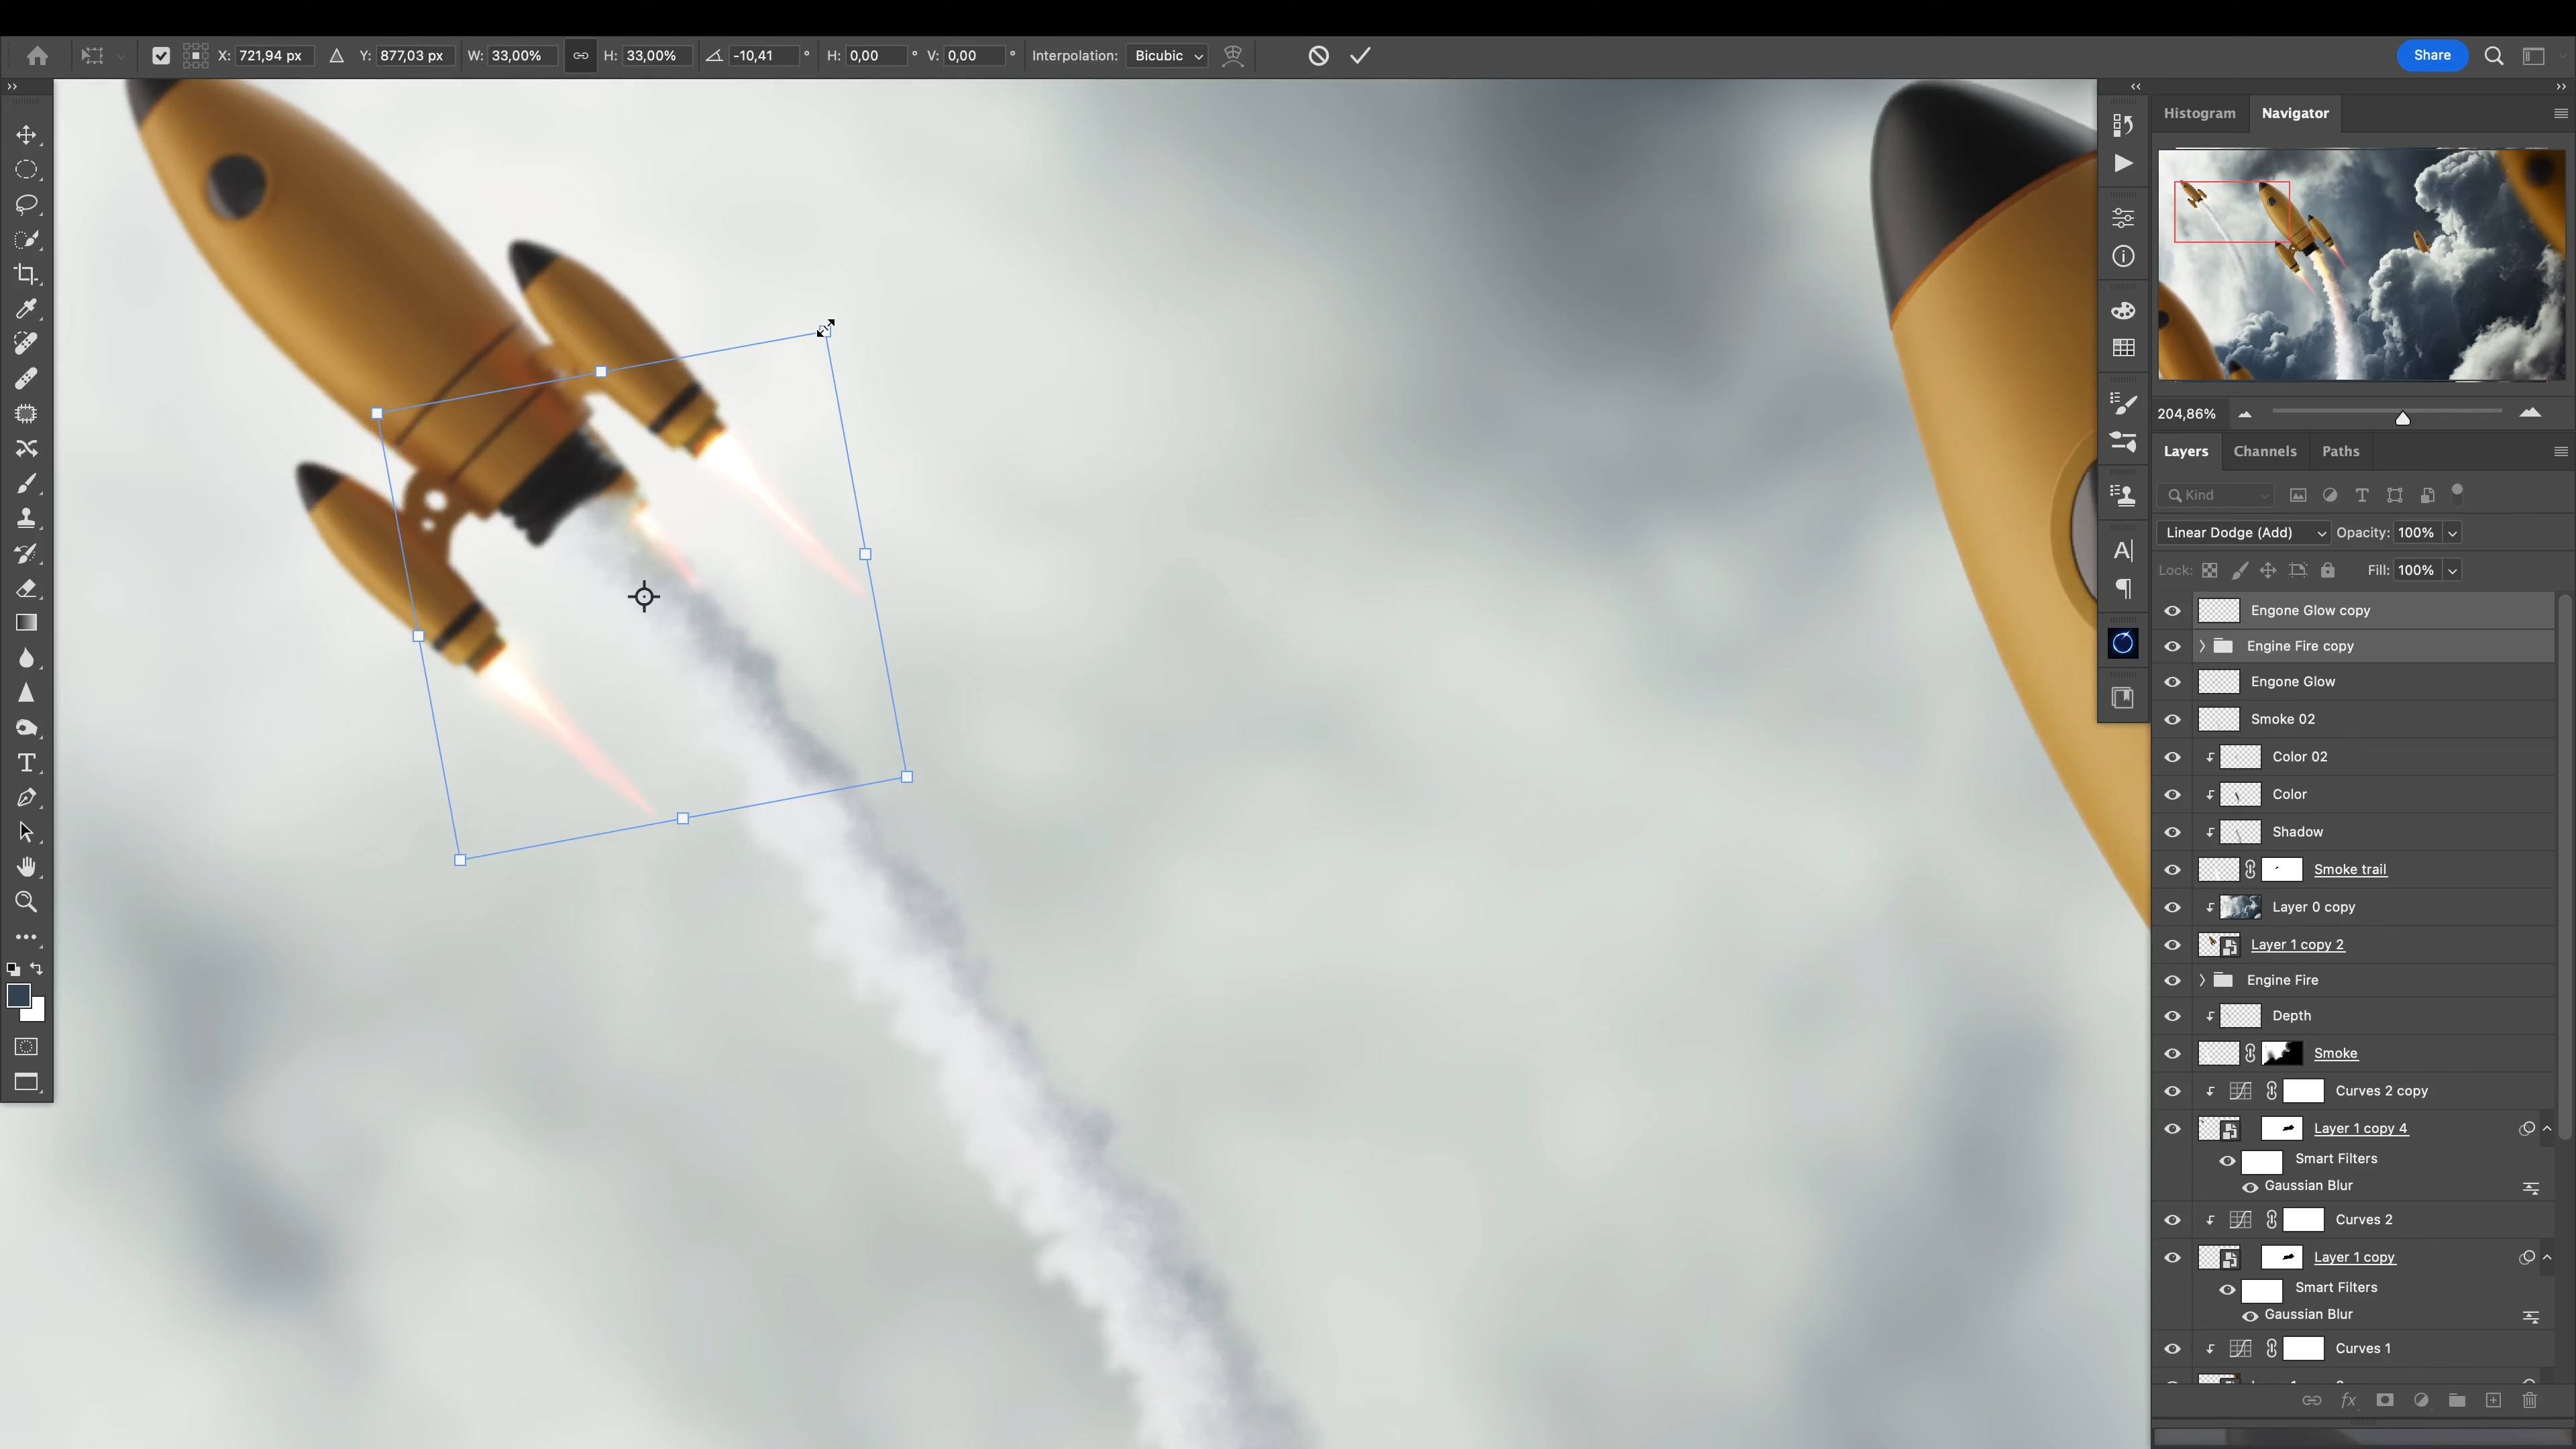 X: 721,94 px Y: 877,03 px W: 33,00% H: 33,00% -10,41 ° H: 0,00 ° V: 0,00 ° Interpolation: Bicubic Share
Histogram Navigator
204,86%
Layers Channels Paths
Kind
Linear Dodge (Add) Opacity: 100%
Lock: Fill: 100%
Engone Glow copy
Engine Fire copy
Engone Glow
Smoke 02
Color 02
Color
Shadow
Smoke trail
Layer 0 copy
Layer 1 copy 2
Engine Fire
Depth
Smoke
Curves 2 copy
Layer 1 copy 4
Smart Filters
Gaussian Blur
Curves 2
Layer 1 copy
Smart Filters
Gaussian Blur
Curves 1